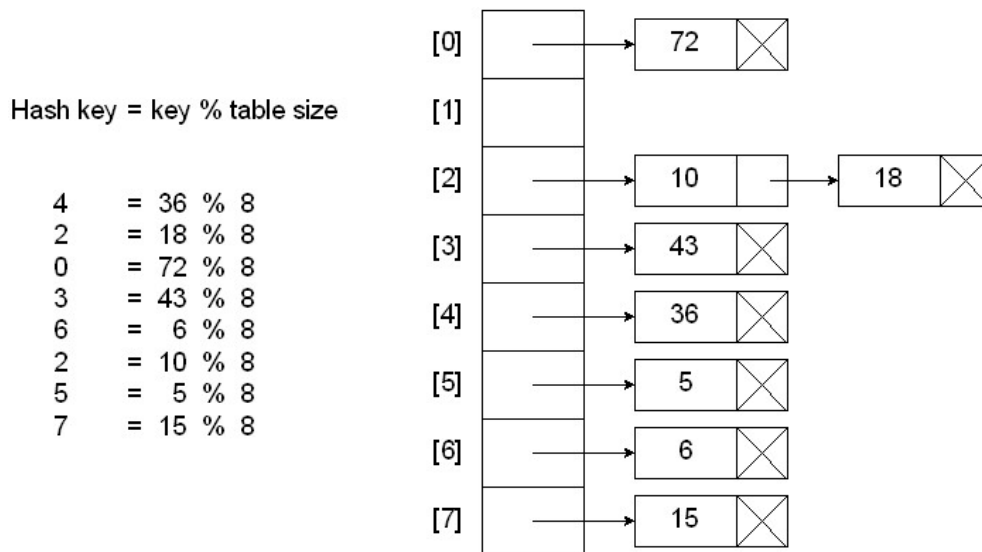 Hash key = key % table size
4 = 36 % 8
2 = 18 % 8
0 = 72 % 8
3 = 43 % 8
6 = 6 % 8
2 = 10 % 8
5 = 5 % 8
7 = 15 % 8
[0] 72
[1]
[2] 10 18
[3] 43
[4] 36
[5] 5
[6] 6
[7] 15